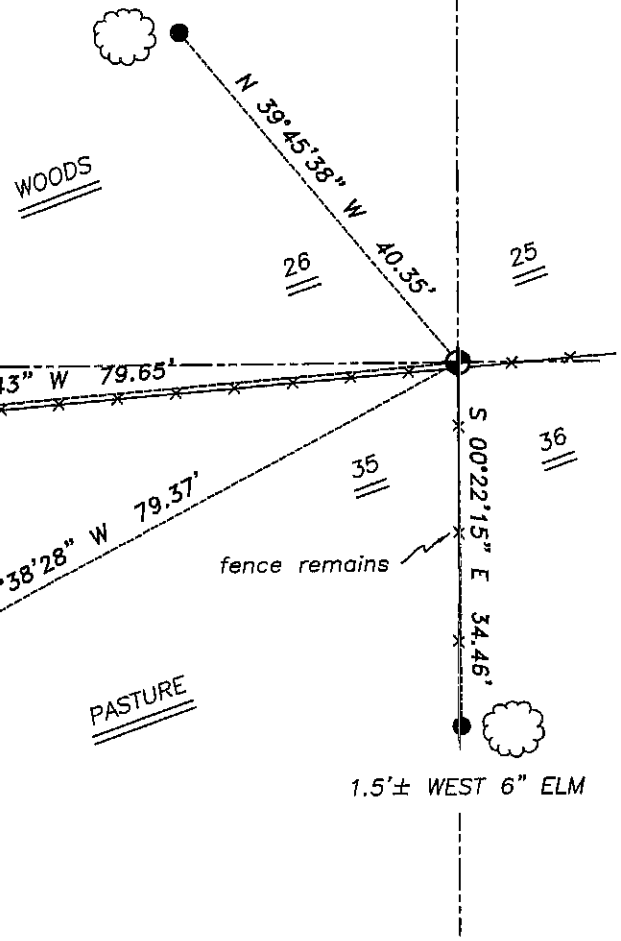 N 39°45'38" W 40.35'
WOODS
26
25
43" W 79.65'
35
36
S 00°22'15" E 34.46'
°38'28" W 79.37'
fence remains
PASTURE
1.5'± WEST 6" ELM